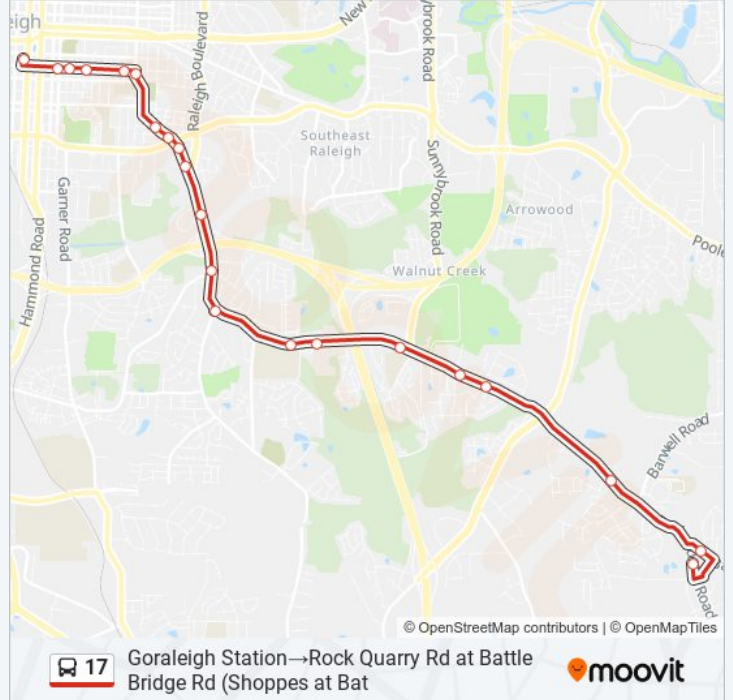 eigh
New
ybrook Road
Raleigh Boulevard
Southeast
Raleigh
Sunnybrook Road
Garner Road
Arrowood
Hammond Road
Poole
Walnut Creek
Barwell Road
Road
© OpenStreetMap contributors | © OpenMapTiles
17
Goraleigh Station→Rock Quarry Rd at Battle
Bridge Rd (Shoppes at Bat
moovit